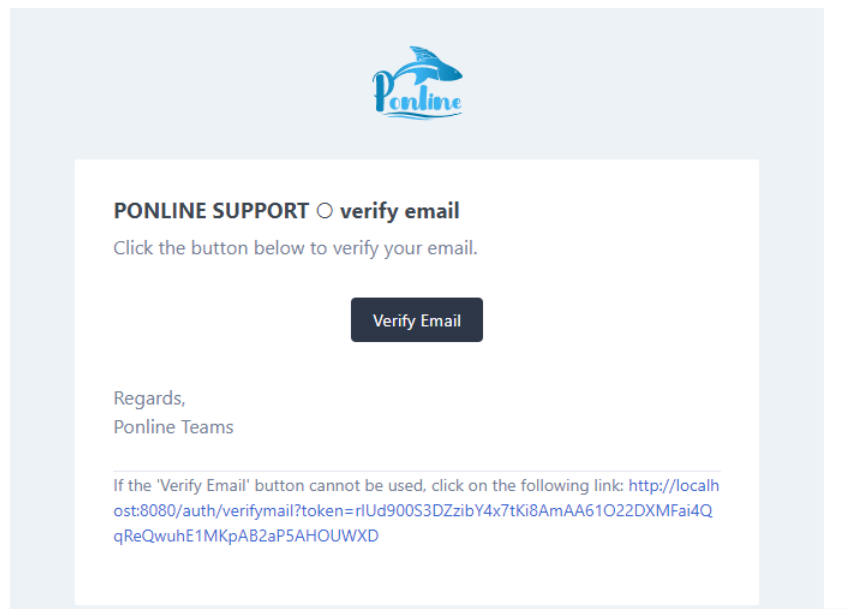 Ponline
PONLINE SUPPORT ○ verify email
Click the button below to verify your email.
Verify Email
Regards,
Ponline Teams
If the 'Verify Email' button cannot be used, click on the following link: http://localh
ost:8080/auth/verifymail?token=rlUd900S3DZzibY4x7tKi8AmAA61O22DXMFai4Q
qReQwuhE1MKpAB2aP5AHOUWXD